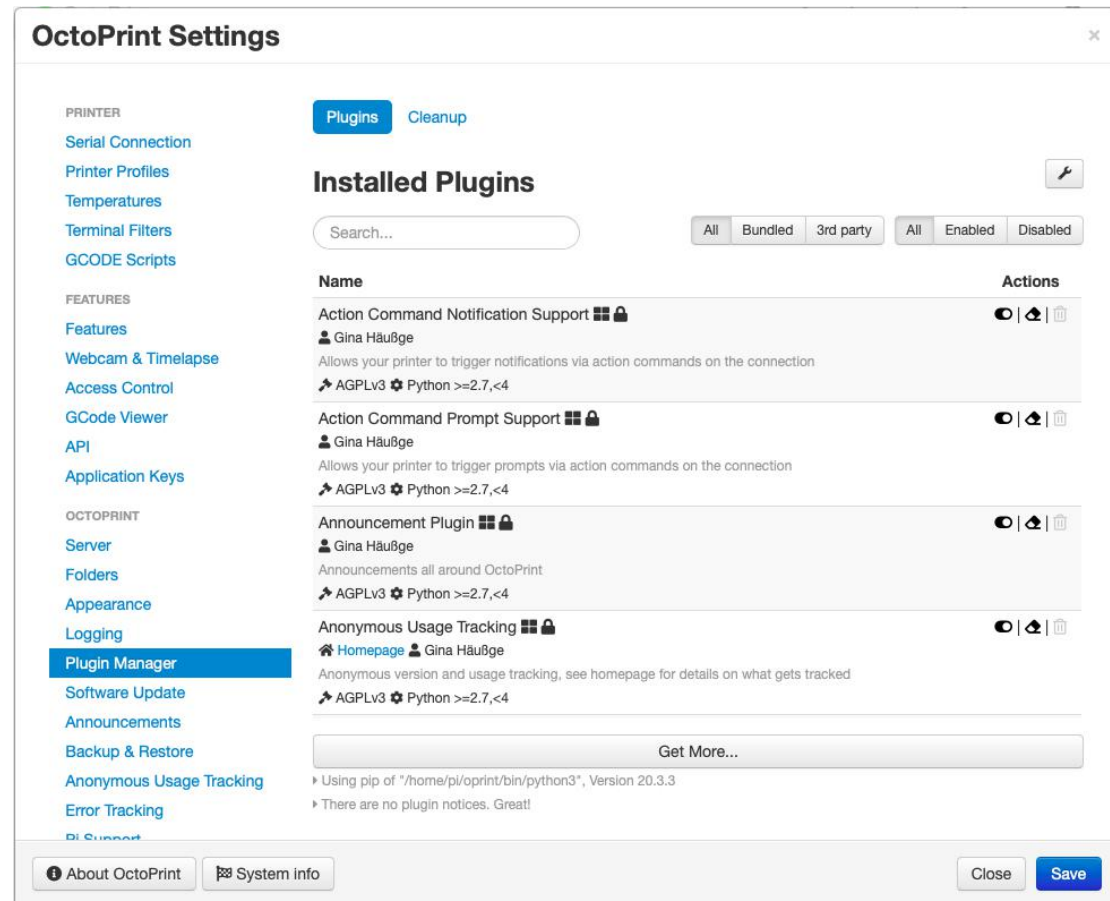 OctoPrint Settings
×
PRINTER
Serial Connection
Printer Profiles
Temperatures
Terminal Filters
GCODE Scripts
FEATURES
Features
Webcam & Timelapse
Access Control
GCode Viewer
API
Application Keys
OCTOPRINT
Server
Folders
Appearance
Logging
Plugin Manager
Software Update
Announcements
Backup & Restore
Anonymous Usage Tracking
Error Tracking
Pi Support
Plugins Cleanup
Installed Plugins
Search...
All Bundled 3rd party All Enabled Disabled
Name Actions
Action Command Notification Support
Gina Häußge
Allows your printer to trigger notifications via action commands on the connection
AGPLv3 Python >=2.7,<4
Action Command Prompt Support
Gina Häußge
Allows your printer to trigger prompts via action commands on the connection
AGPLv3 Python >=2.7,<4
Announcement Plugin
Gina Häußge
Announcements all around OctoPrint
AGPLv3 Python >=2.7,<4
Anonymous Usage Tracking
Homepage Gina Häußge
Anonymous version and usage tracking, see homepage for details on what gets tracked
AGPLv3 Python >=2.7,<4
Get More...
Using pip of "/home/pi/oprint/bin/python3", Version 20.3.3
There are no plugin notices. Great!
About OctoPrint System info Close Save